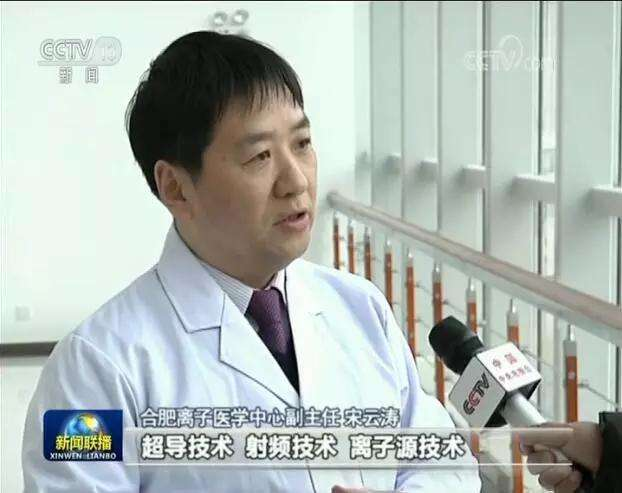 CCTV 13
新闻
CCTV.com
合肥离子医学中心副主任 宋云涛
超导技术 射频技术 离子源技术
新闻联播
XINWEN LIANBO
中国
CCTV